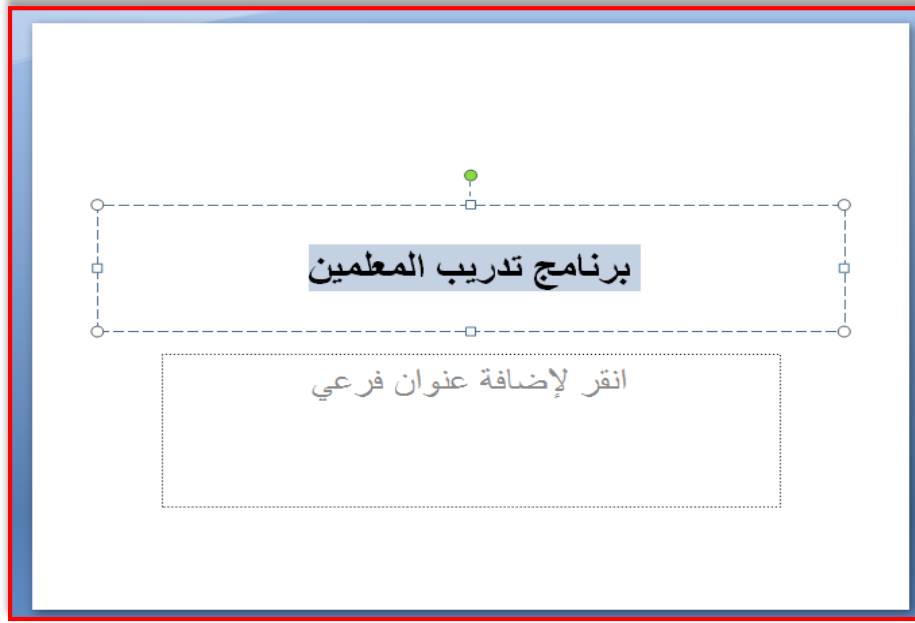 برنامج تدريب المعلمين
انقر لإضافة عنوان فرعي